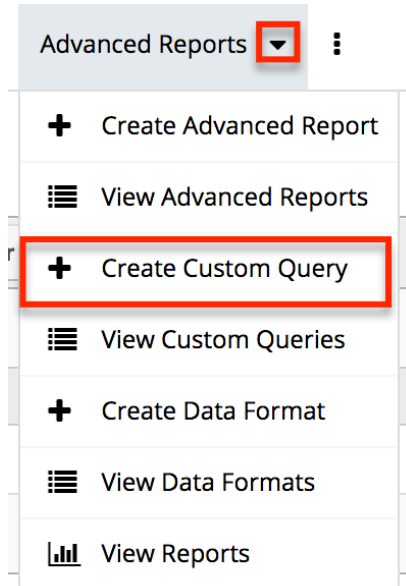 Advanced Reports
Create Advanced Report
View Advanced Reports
Create Custom Query
View Custom Queries
Create Data Format
View Data Formats
View Reports